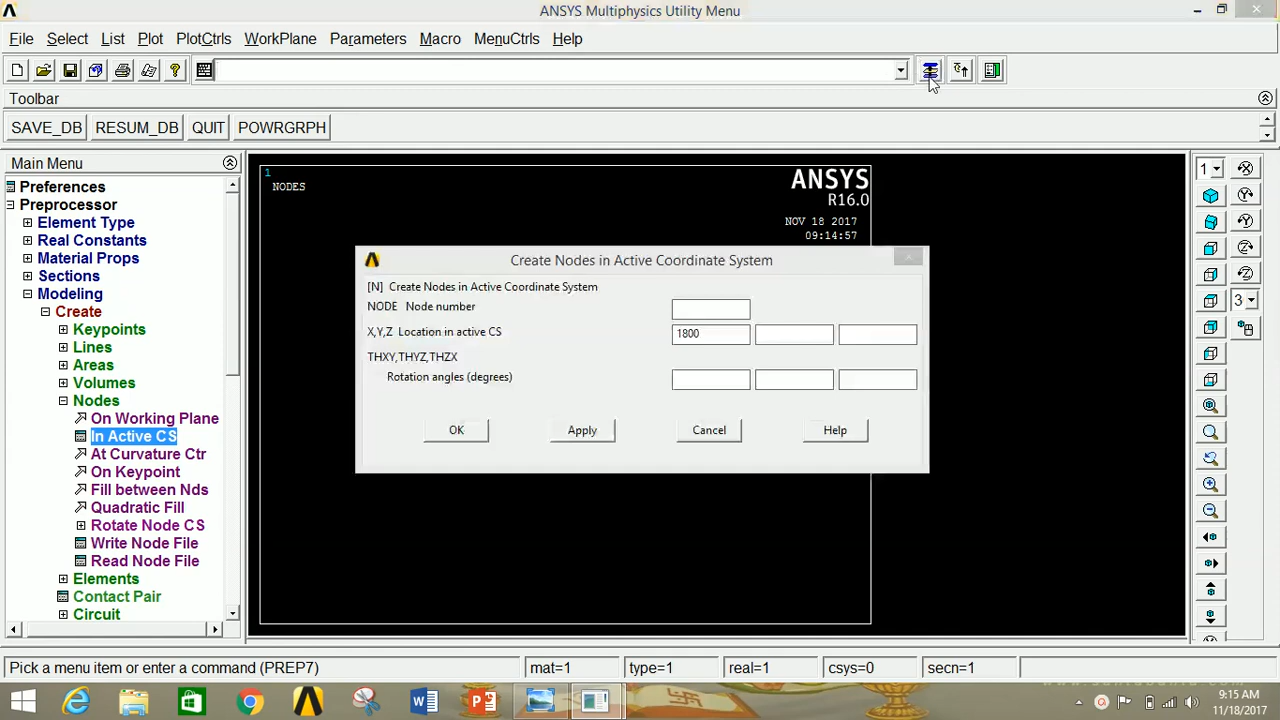 ANSYS Multiphysics Utility Menu
File Select List Plot PlotCtrls WorkPlane Parameters Macro MenuCtrls Help
Toolbar
SAVE_DB RESUM_DB QUIT POWRGRPH
Main Menu
Preferences
Preprocessor
Element Type
Real Constants
Material Props
Sections
Modeling
Create
Keypoints
Lines
Areas
Volumes
Nodes
On Working Plane
In Active CS
At Curvature Ctr
On Keypoint
Fill between Nds
Quadratic Fill
Rotate Node CS
Write Node File
Read Node File
Elements
Contact Pair
Circuit
1
NODES
ANSYS
R16.0
NOV 18 2017
09:14:57
Create Nodes in Active Coordinate System
[N] Create Nodes in Active Coordinate System
NODE Node number
X,Y,Z Location in active CS 1800
THXY,THYZ,THZX
Rotation angles (degrees)
OK Apply Cancel Help
1
3
Pick a menu item or enter a command (PREP7) mat=1 type=1 real=1 csys=0 secn=1
9:15 AM
11/18/2017